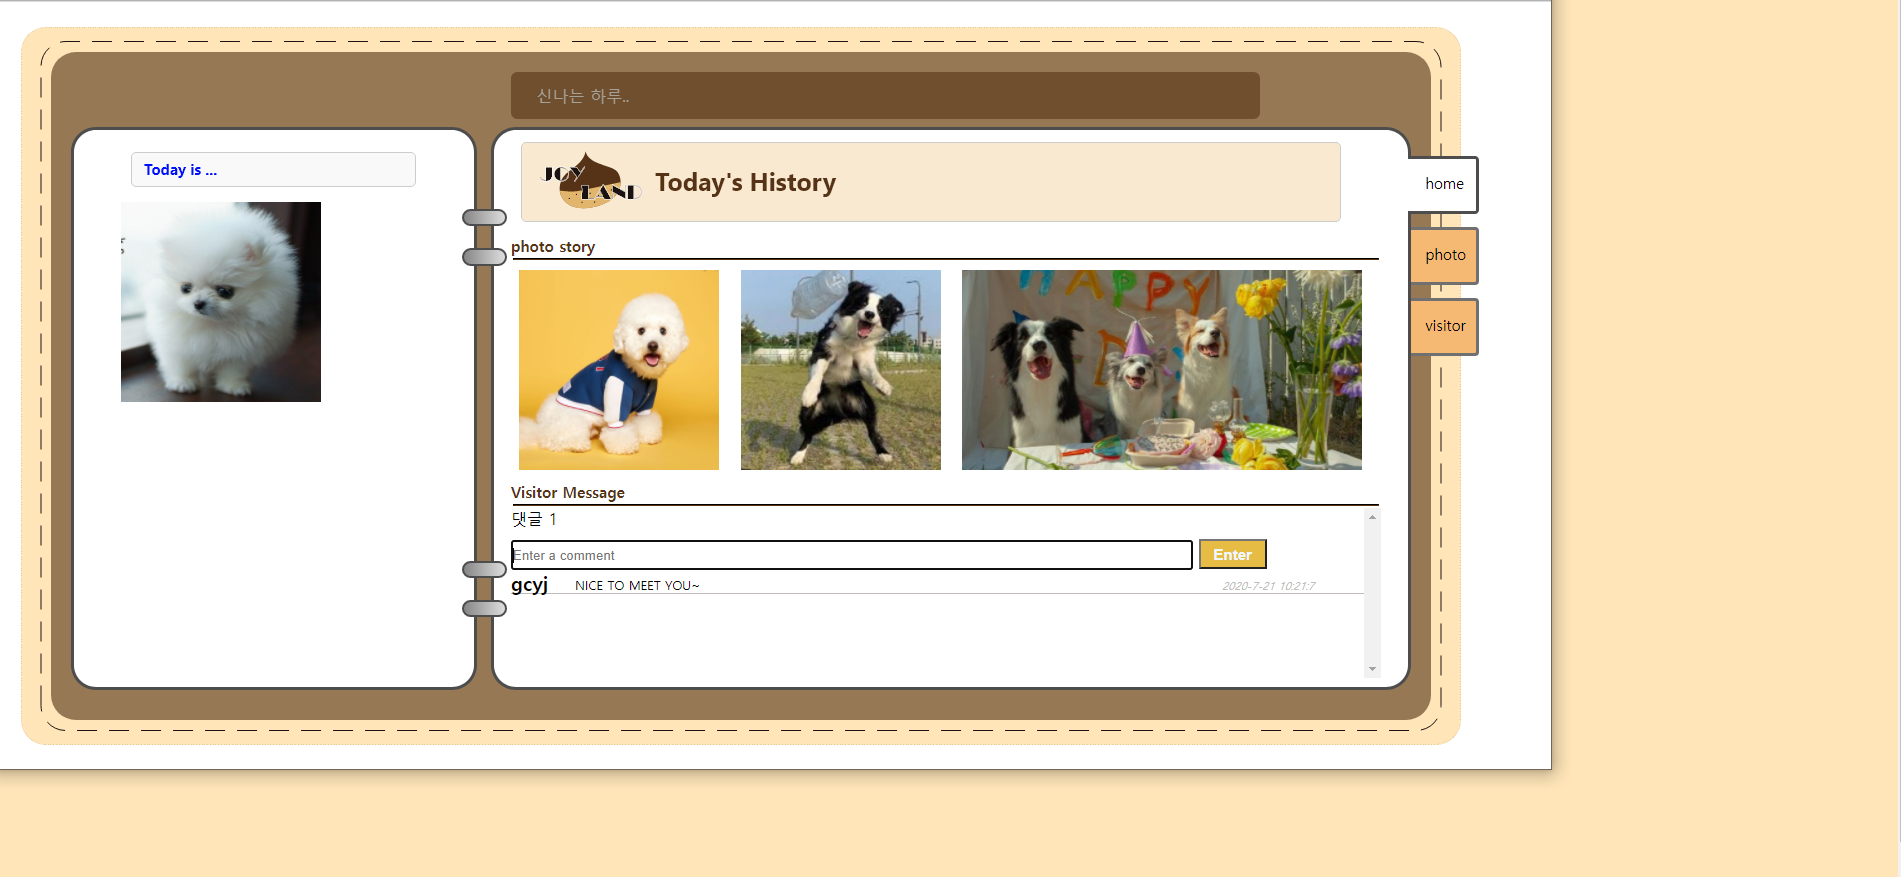 신나는 하루..
Today is ...
JOY LAND
Today's History
home
photo story
photo
visitor
HAPPY
Visitor Message
댓글 1
Enter a comment
Enter
gcyj NICE TO MEET YOU~ 2020-7-21 10:21:7